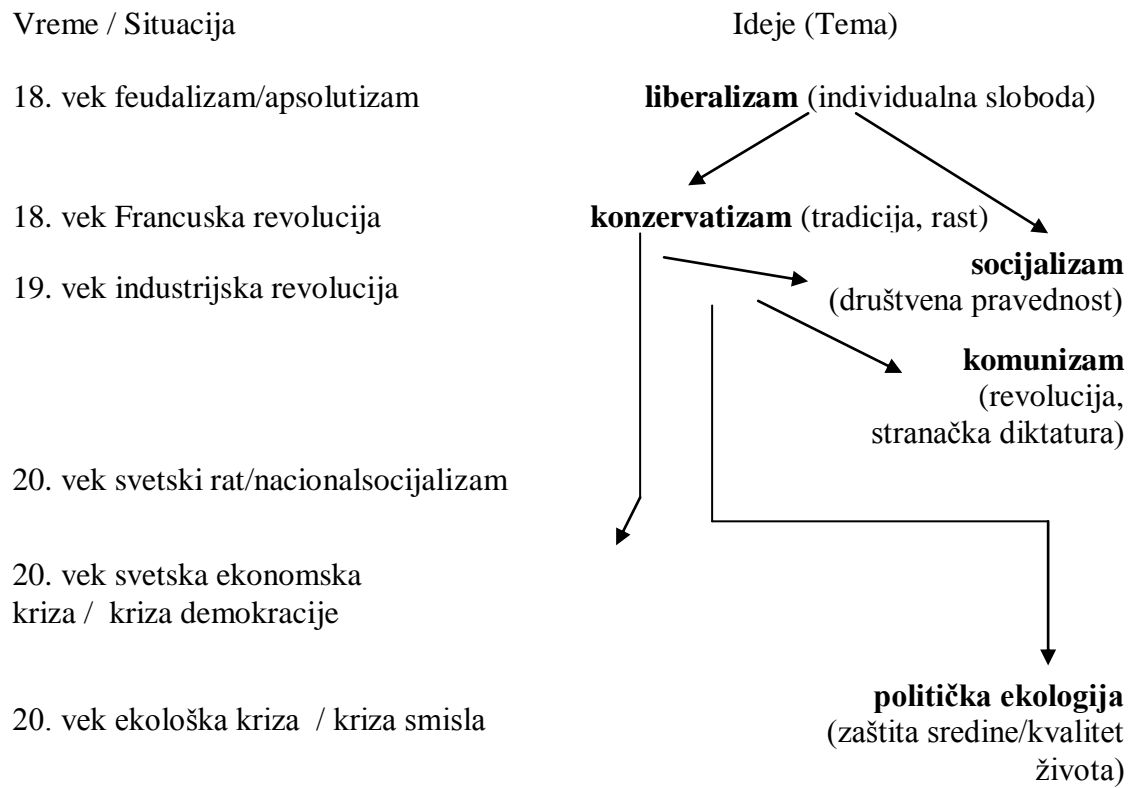 Vreme / Situacija Ideje (Tema)
18. vek feudalizam/apsolutizam liberalizam (individualna sloboda)
18. vek Francuska revolucija konzervatizam (tradicija, rast)
socijalizam
19. vek industrijska revolucija (društvena pravednost)
komunizam
(revolucija,
stranačka diktatura)
20. vek svetski rat/nacionalsocijalizam
20. vek svetska ekonomska
kriza / kriza demokracije
politička ekologija
20. vek ekološka kriza / kriza smisla (zaštita sredine/kvalitet
života)